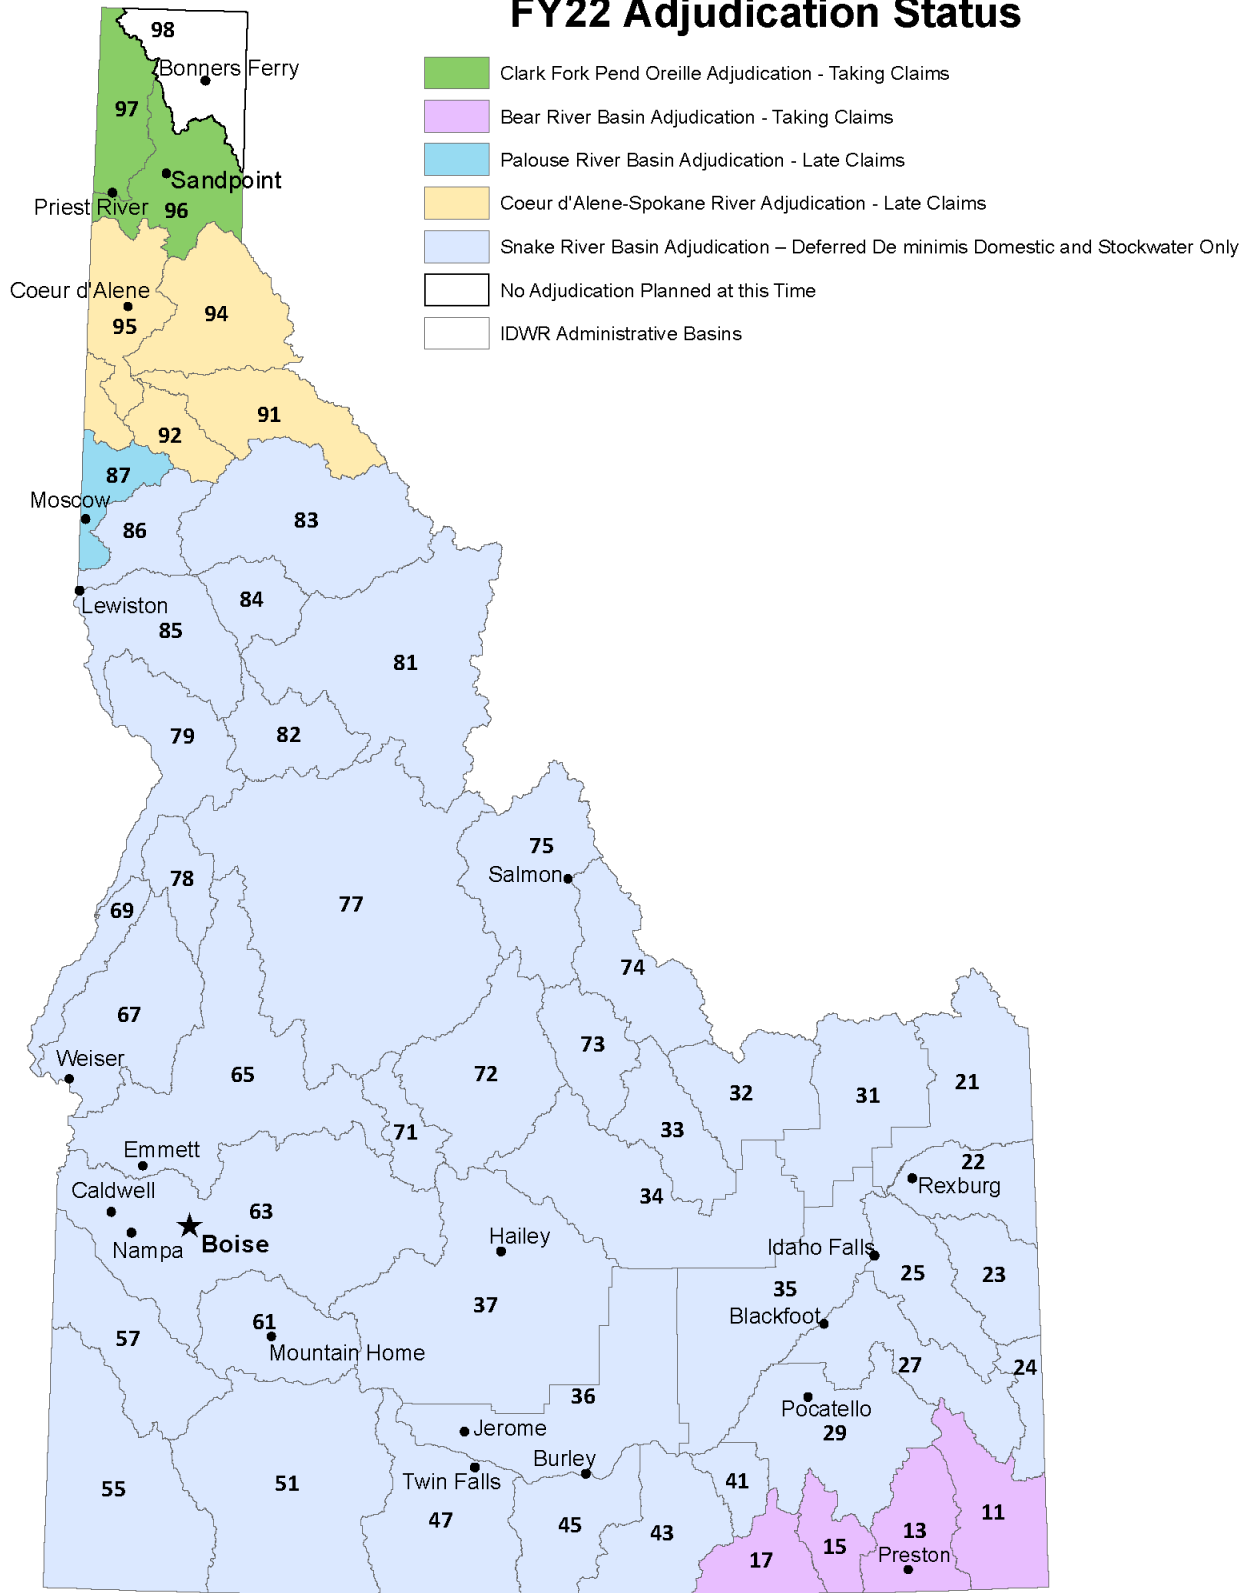 FY22 Adjudication Status
Clark Fork Pend Oreille Adjudication - Taking Claims
Bear River Basin Adjudication - Taking Claims
Palouse River Basin Adjudication - Late Claims
Coeur d'Alene-Spokane River Adjudication - Late Claims
Snake River Basin Adjudication – Deferred De minimis Domestic and Stockwater Only
No Adjudication Planned at this Time
IDWR Administrative Basins
98
Bonners Ferry
97
Sandpoint
Priest River
96
Coeur d'Alene
95
94
91
92
87
Moscow
86
83
84
Lewiston
85
81
79
82
75
Salmon
78
77
69
74
67
73
Weiser
65
72
32
31
21
71
33
Emmett
22
Rexburg
Caldwell
34
63
Nampa
Boise
Hailey
Idaho Falls
25
23
35
37
Blackfoot
61
57
Mountain Home
27
24
36
Pocatello
29
Jerome
Burley
Twin Falls
41
55
51
11
47
45
43
13
15
Preston
17